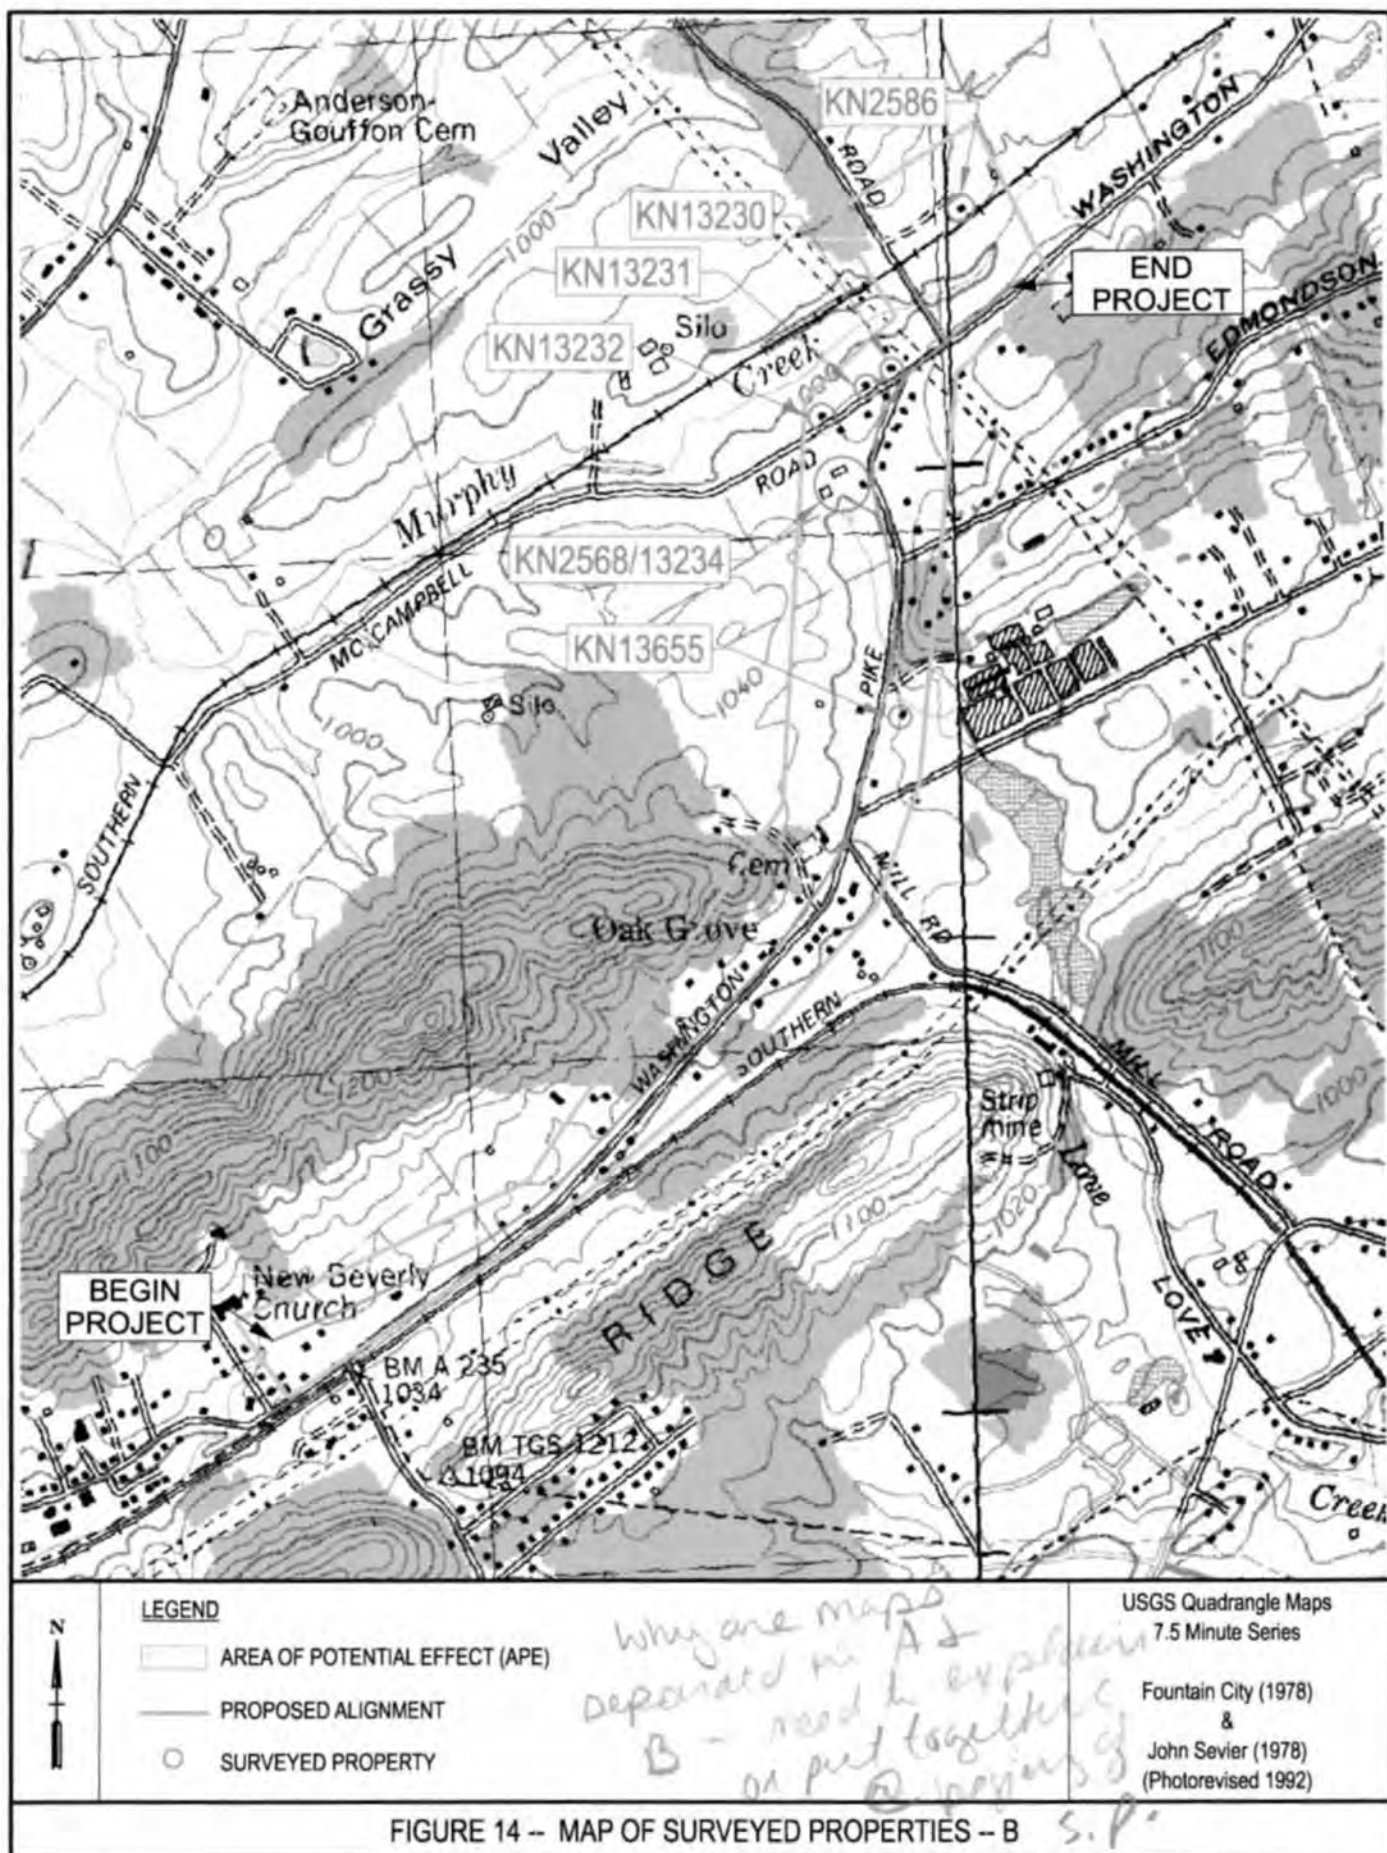 Anderson-
Gouffon Cem
Valley
Grassy
1000
KN2586
ROAD
WASHINGTON
KN13230
KN13231
KN13232
Silo
Creek
END
PROJECT
EDMONDSON
Murphy
ROAD
MC CAMPBELL
KN2568/13234
KN13655
PIKE
1040
Silo
1000
SOUTHERN
Cem
MILL RD
Oak Grove
1100
WASHINGTON
SOUTHERN
MILL
ROAD
1200
1100
1000
Strip
mine
Love
1020
1100
RIDGE
LOVE
BEGIN
PROJECT
New Beverly
Church
BM A 235
1034
BM TGS 1212
1094
Creek
N
LEGEND
AREA OF POTENTIAL EFFECT (APE)
PROPOSED ALIGNMENT
SURVEYED PROPERTY
Why are maps
separated in A &
B - need to explain
or put together
@ beginning of
S.P.
USGS Quadrangle Maps
7.5 Minute Series
Fountain City (1978)
&
John Sevier (1978)
(Photorevised 1992)
FIGURE 14 -- MAP OF SURVEYED PROPERTIES -- B